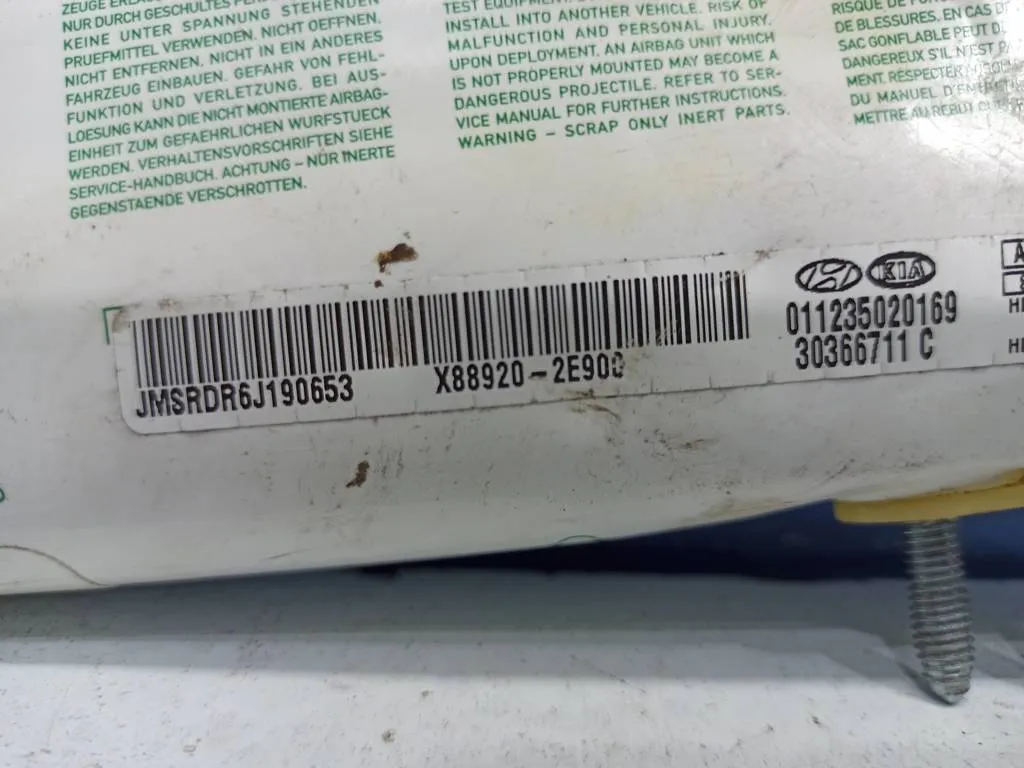 ZEUGE
NUR DURCH GESCHULTES
KEINE UNTER SPANNUNG STEHENDEN
PRUEFMITTEL VERWENDEN. NICHT OEFFNEN.
NICHT ENTFERNEN. NICHT IN EIN ANDERES
FAHRZEUG EINBAUEN. GEFAHR VON FEHL-
FUNKTION UND VERLETZUNG. BEI AUS-
LOESUNG KANN DIE NICHT MONTIERTE AIRBAG-
EINHEIT ZUM GEFAEHRLICHEN WURFSTUECK
WERDEN. VERHALTENSVORSCHRIFTEN SIEHE
SERVICE-HANDBUCH. ACHTUNG – NUR INERTE
GEGENSTAENDE VERSCHROTTEN.
TEST EQUIPMENT.
INSTALL INTO ANOTHER VEHICLE. RISK OF
MALFUNCTION AND PERSONAL INJURY.
UPON DEPLOYMENT, AN AIRBAG UNIT WHICH
IS NOT PROPERLY MOUNTED MAY BECOME A
DANGEROUS PROJECTILE. REFER TO SER-
VICE MANUAL FOR FURTHER INSTRUCTIONS.
WARNING – SCRAP ONLY INERT PARTS.
RISQUE DE
DE BLESSURES. EN CAS
SAC GONFLABLE PEUT
DANGEREUX S'IL N'EST
MENT. RESPECTER
DU MANUEL
METTRE AU REBUT
KIA
011235020169
30366711 C
JMSRDR6J190653
X88920-2E900